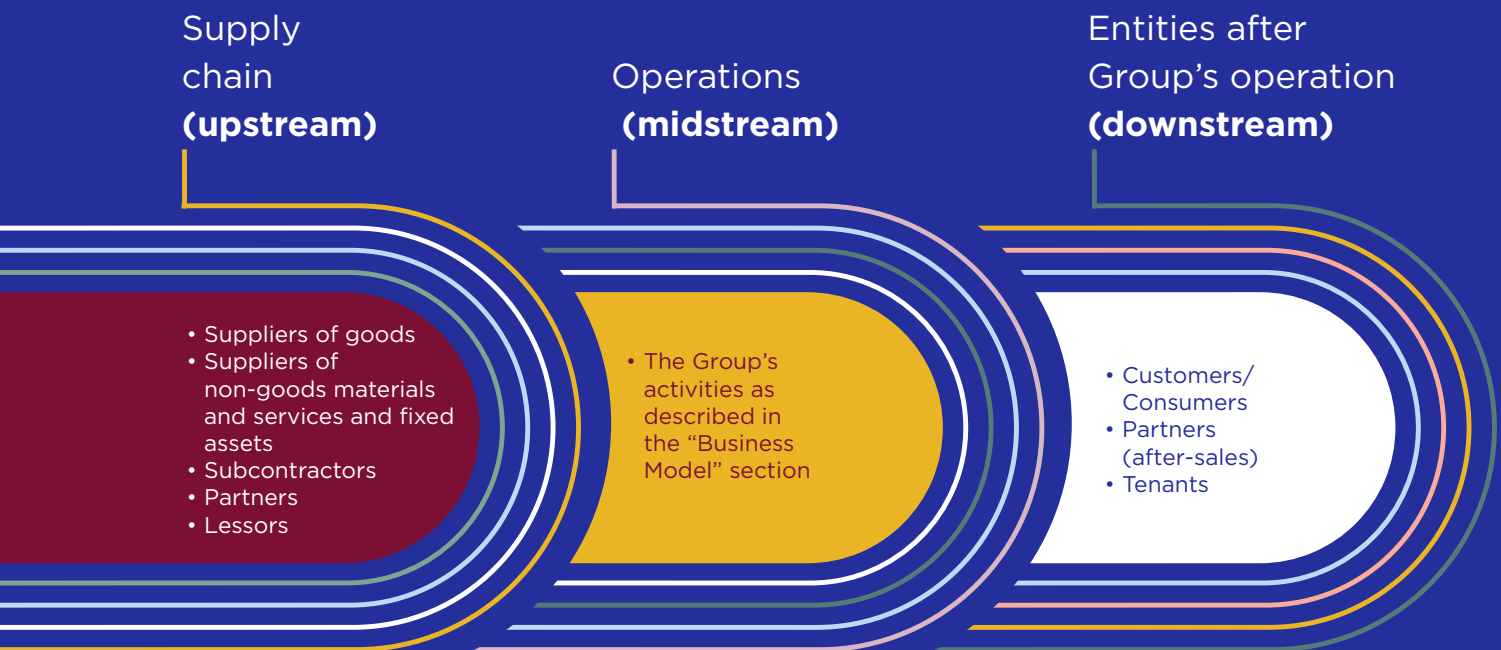 Supply
chain
(upstream)
Operations
(midstream)
Entities after
Group’s operation
(downstream)
• Suppliers of goods
• Suppliers of
non-goods materials
and services and fixed
assets
• Subcontractors
• Partners
• Lessors
• The Group’s
activities as
described in
the “Business
Model” section
• Customers/
Consumers
• Partners
(after-sales)
• Tenants